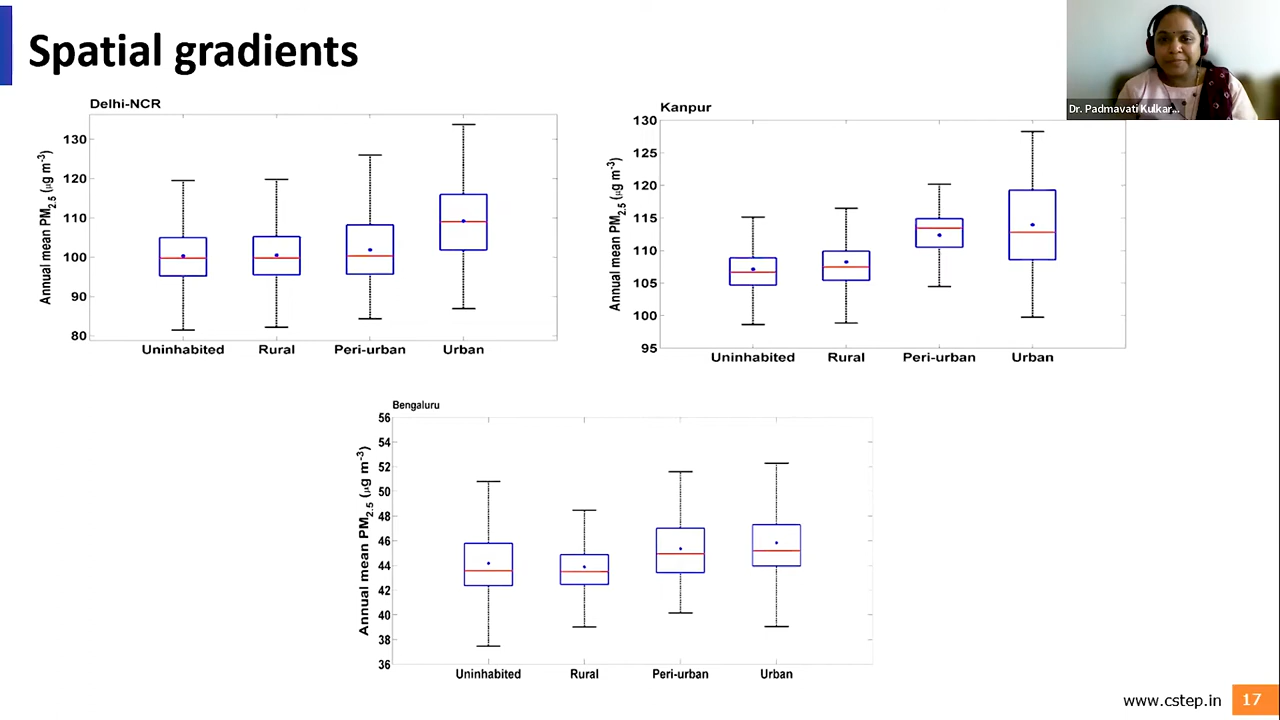 Spatial gradients
Dr. Padmavati Kulkar...
Delhi-NCR
130
120
110
100
90
80
Annual mean PM2.5 (μg m-3)
Uninhabited Rural Peri-urban Urban
Kanpur
130
125
120
115
110
105
100
95
Annual mean PM2.5 (μg m-3)
Uninhabited Rural Peri-urban Urban
Bengaluru
56
54
52
50
48
46
44
42
40
38
36
Annual mean PM2.5 (μg m-3)
Uninhabited Rural Peri-urban Urban
www.cstep.in 17